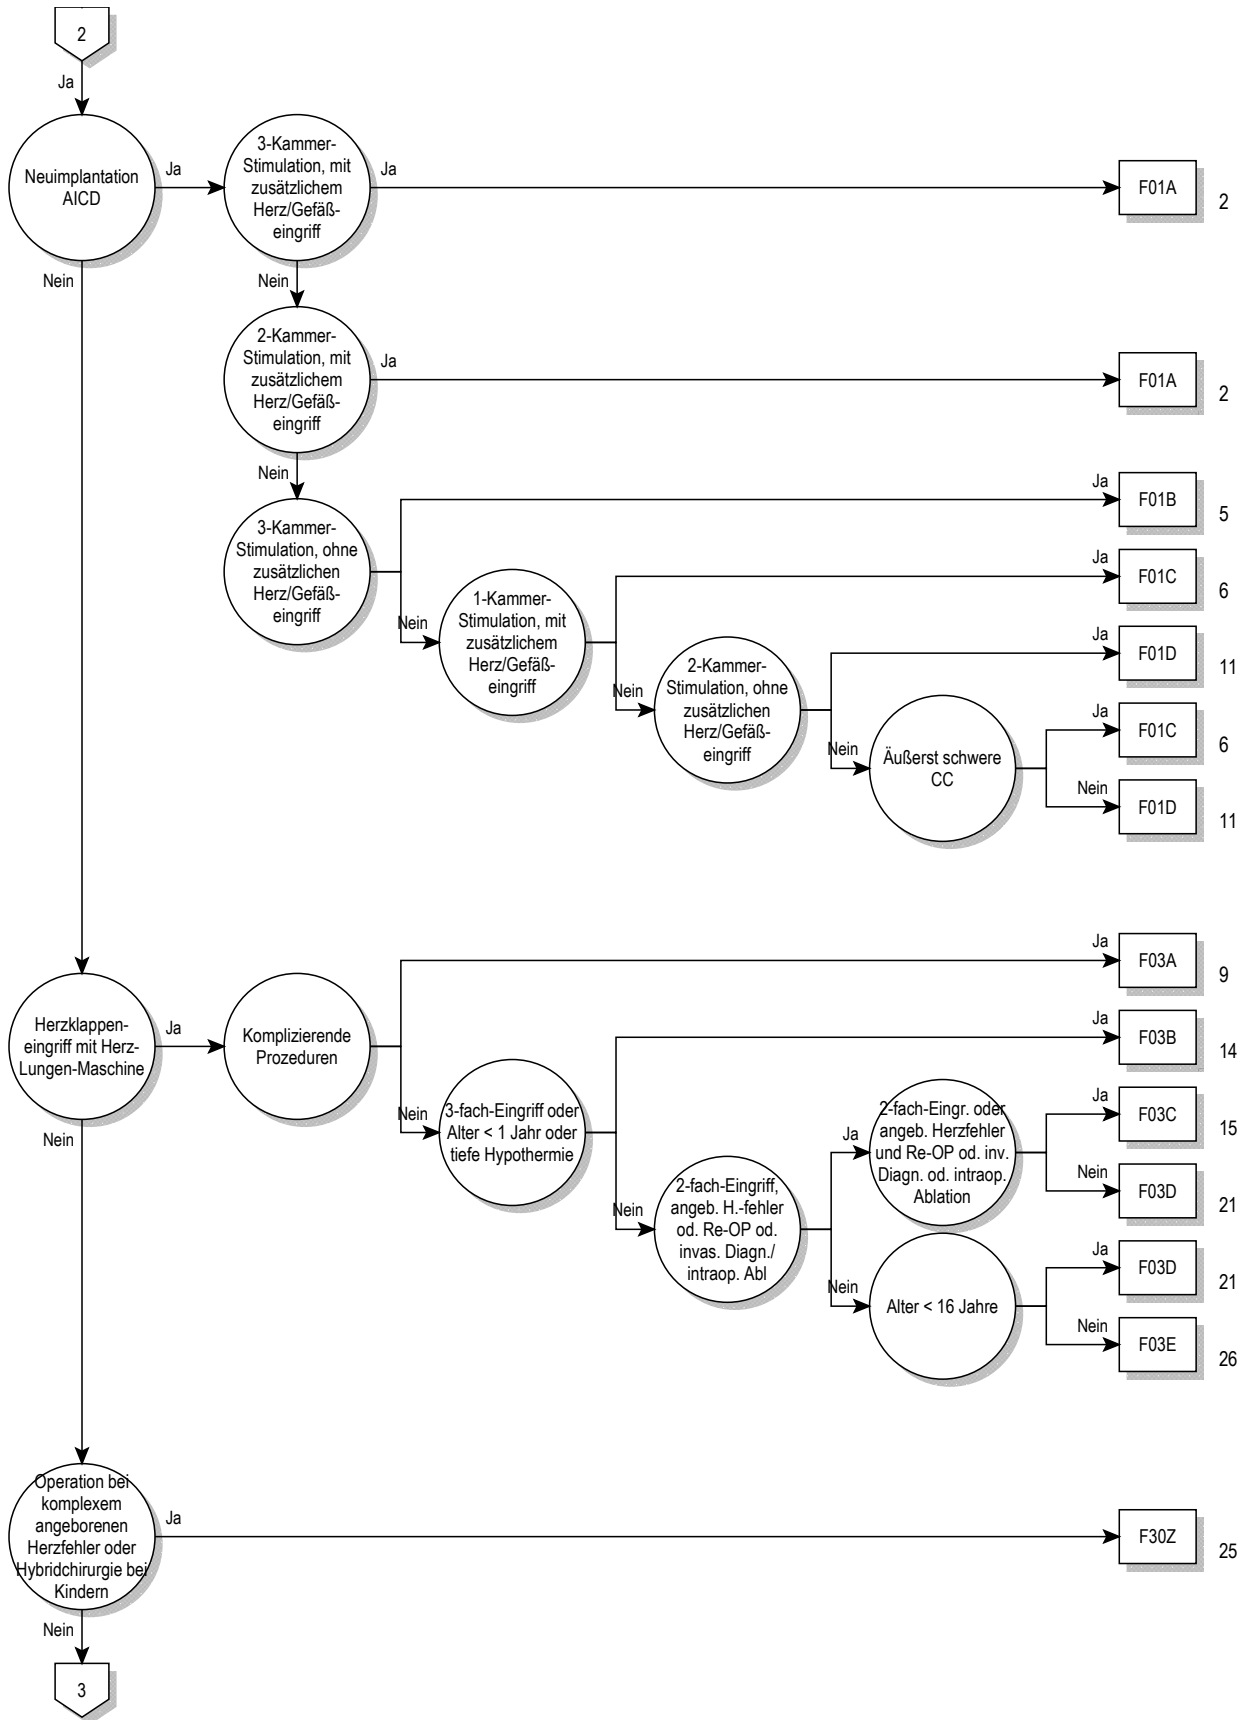 2
Ja
Neuimplantation
AICD
Ja
3-Kammer-
Stimulation, mit
zusätzlichem
Herz/Gefäß-
eingriff
Ja
F01A
2
Nein
Nein
2-Kammer-
Stimulation, mit
zusätzlichem
Herz/Gefäß-
eingriff
Ja
F01A
2
Nein
3-Kammer-
Stimulation, ohne
zusätzlichen
Herz/Gefäß-
eingriff
Ja
F01B
5
Nein
1-Kammer-
Stimulation, mit
zusätzlichem
Herz/Gefäß-
eingriff
Ja
F01C
6
Nein
2-Kammer-
Stimulation, ohne
zusätzlichen
Herz/Gefäß-
eingriff
Ja
F01D
11
Nein
Äußerst schwere
CC
Ja
F01C
6
Nein
F01D
11
Herzklappen-
eingriff mit Herz-
Lungen-Maschine
Ja
Komplizierende
Prozeduren
Ja
F03A
9
Nein
3-fach-Eingriff oder
Alter < 1 Jahr oder
tiefe Hypothermie
Ja
F03B
14
Nein
2-fach-Eingriff,
angeb. H.-fehler
od. Re-OP od.
invas. Diagn./
intraop. Abl
Ja
2-fach-Eingr. oder
angeb. Herzfehler
und Re-OP od. inv.
Diagn. od. intraop.
Ablation
Ja
F03C
15
Nein
F03D
21
Nein
Alter < 16 Jahre
Ja
F03D
21
Nein
F03E
26
Nein
Operation bei
komplexem
angeborenen
Herzfehler oder
Hybridchirurgie bei
Kindern
Ja
F30Z
25
Nein
3